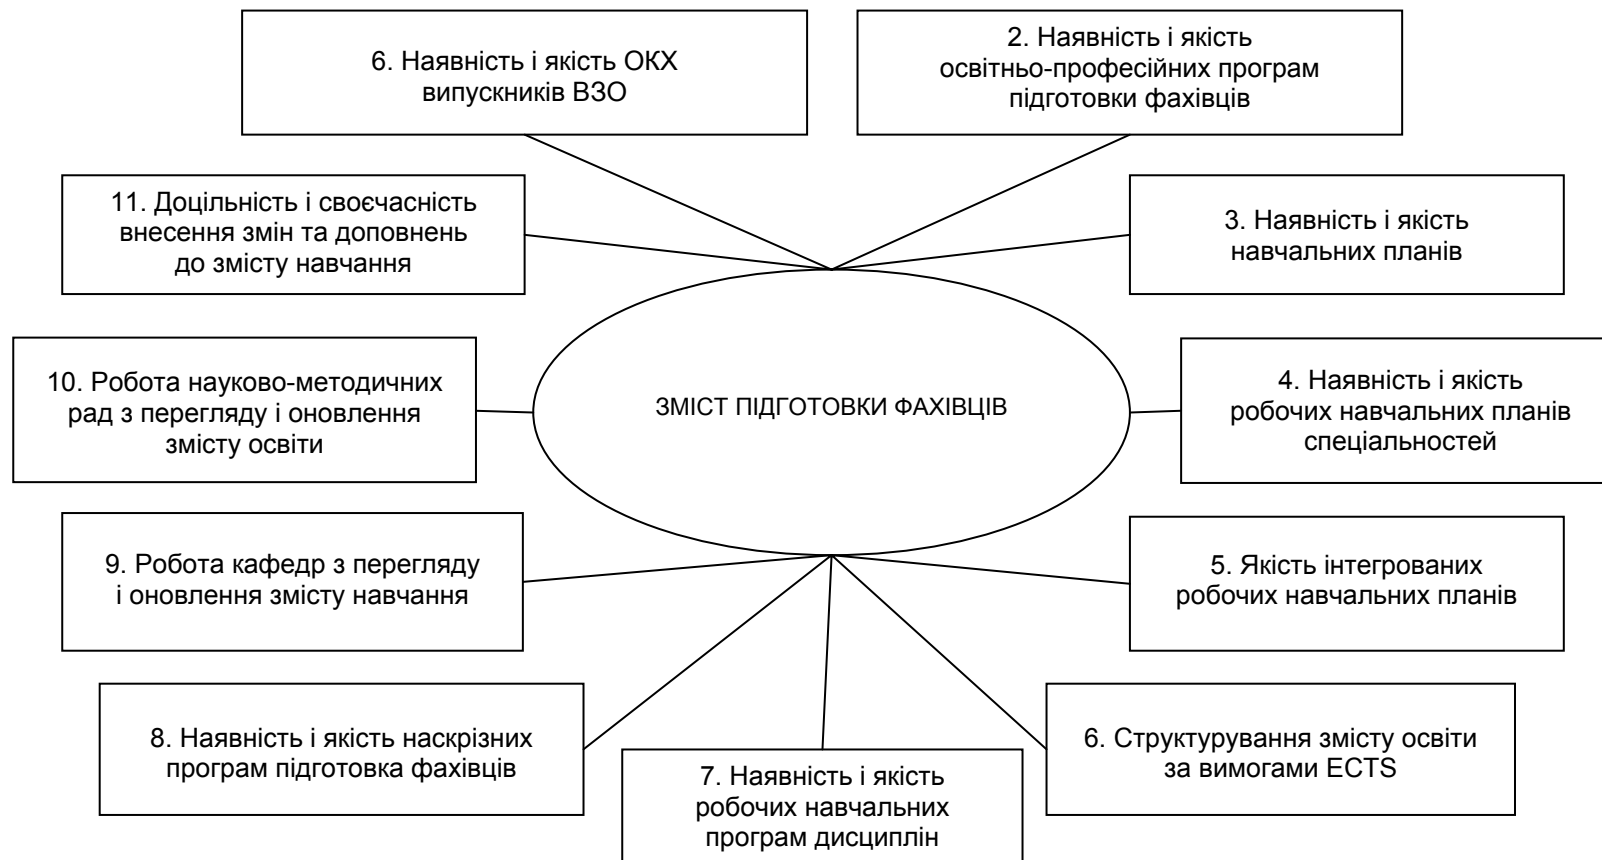 6. Наявність і якість ОКХ
випускників ВЗО
2. Наявність і якість
освітньо-професійних програм
підготовки фахівців
11. Доцільність і своєчасність
внесення змін та доповнень
до змісту навчання
3. Наявність і якість
навчальних планів
10. Робота науково-методичних
рад з перегляду і оновлення
змісту освіти
ЗМІСТ ПІДГОТОВКИ ФАХІВЦІВ
4. Наявність і якість
робочих навчальних планів
спеціальностей
9. Робота кафедр з перегляду
і оновлення змісту навчання
5. Якість інтегрованих
робочих навчальних планів
8. Наявність і якість наскрізних
програм підготовка фахівців
7. Наявність і якість
робочих навчальних
програм дисциплін
6. Структурування змісту освіти
за вимогами ECTS